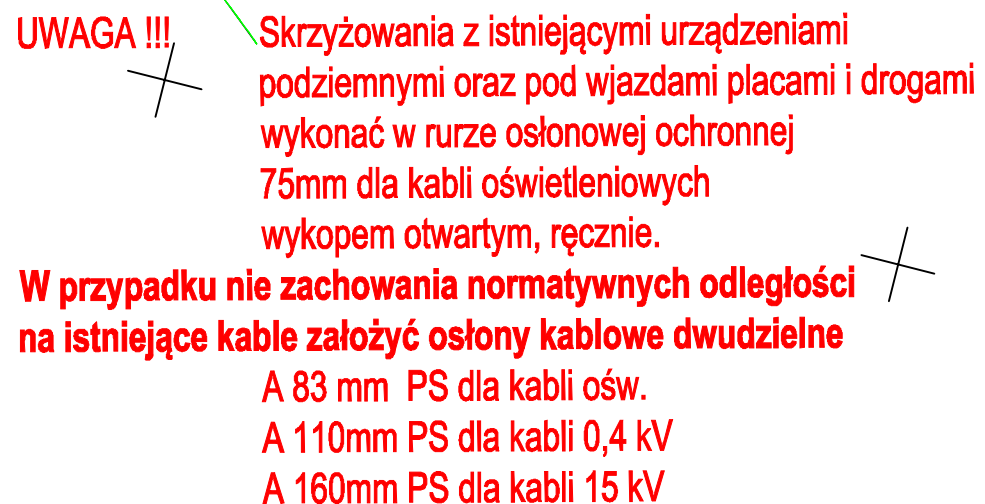 UWAGA !!! Skrzyżowania z istniejącymi urządzeniami
podziemnymi oraz pod wjazdami placami i drogami
wykonać w rurze osłonowej ochronnej
75mm dla kabli oświetleniowych
wykopem otwartym, ręcznie.
W przypadku nie zachowania normatywnych odległości
na istniejące kable założyć osłony kablowe dwudzielne
A 83 mm PS dla kabli ośw.
A 110mm PS dla kabli 0,4 kV
A 160mm PS dla kabli 15 kV